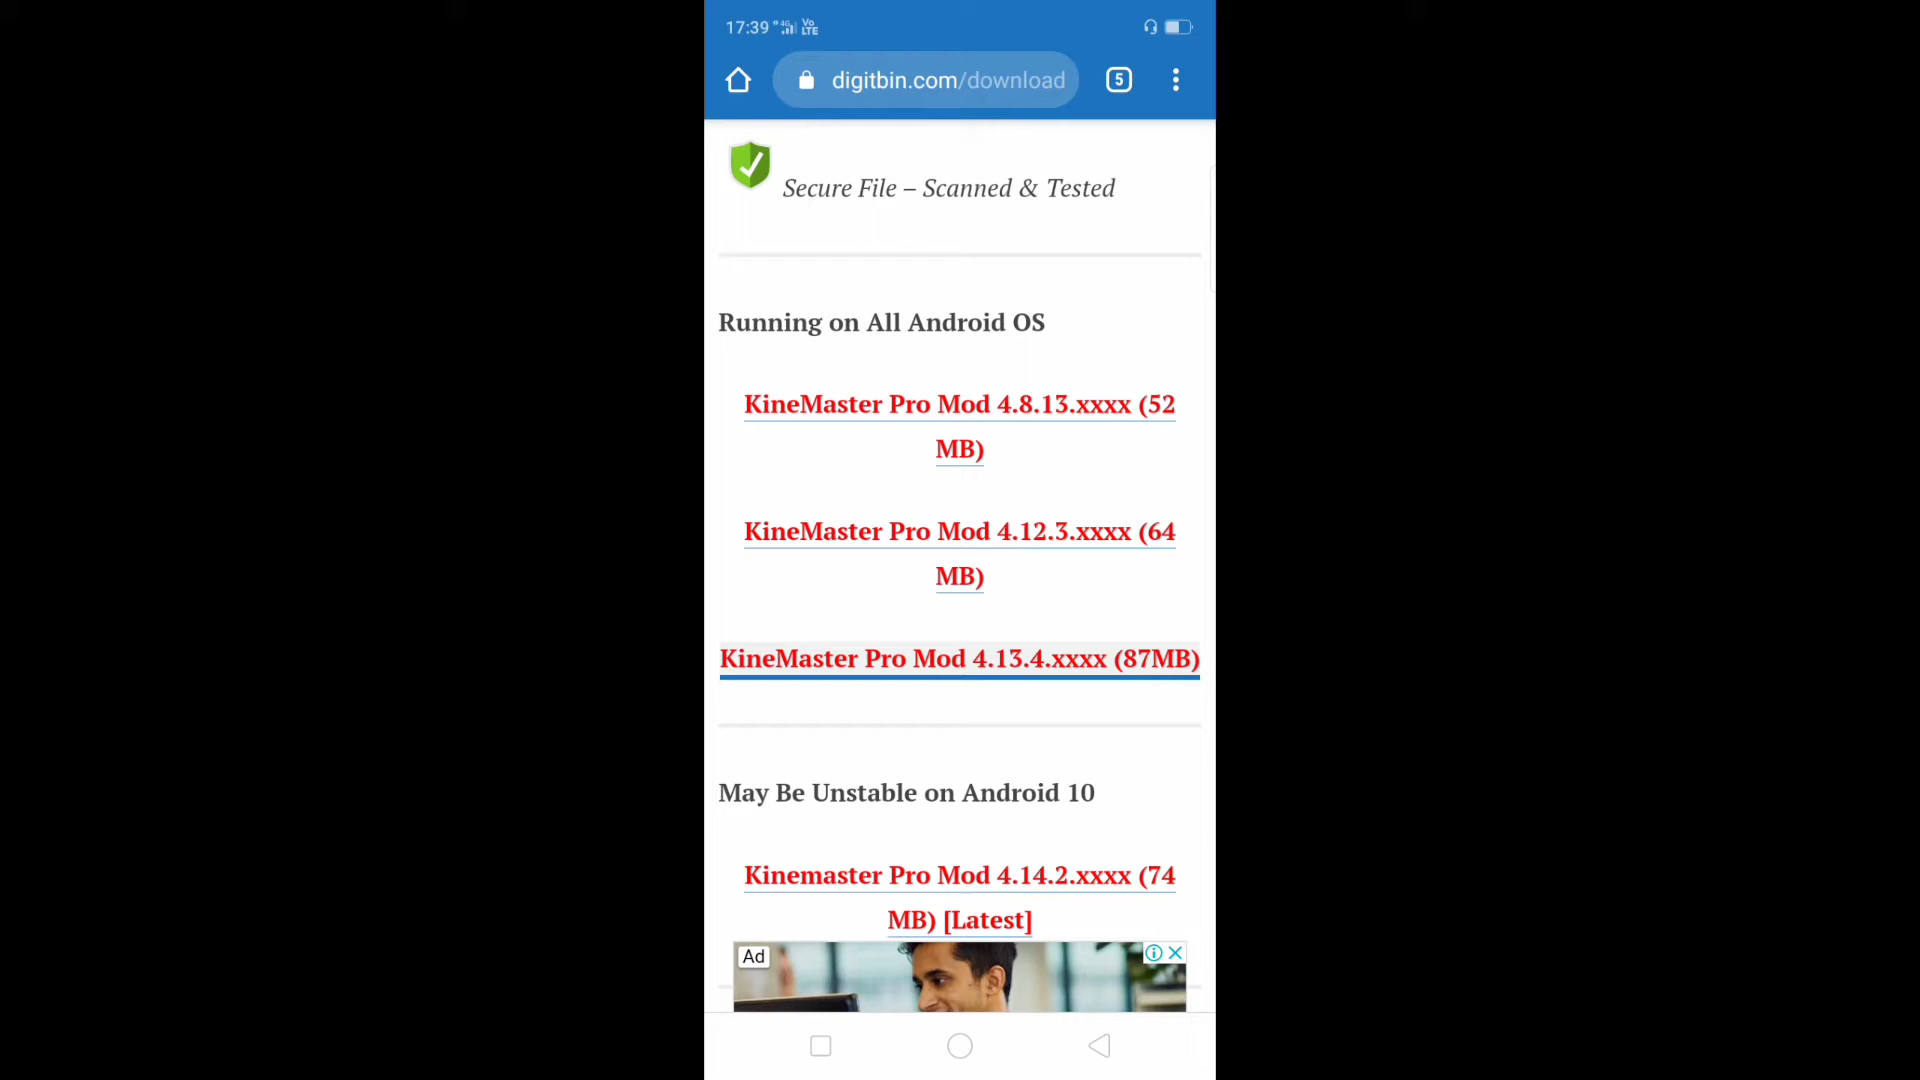 17:39 4G Vo LTE
digitbin.com/download
5
Secure File – Scanned & Tested
Running on All Android OS
KineMaster Pro Mod 4.8.13.xxxx (52
MB)
KineMaster Pro Mod 4.12.3.xxxx (64
MB)
KineMaster Pro Mod 4.13.4.xxxx (87MB)
May Be Unstable on Android 10
Kinemaster Pro Mod 4.14.2.xxxx (74
MB) [Latest]
Ad